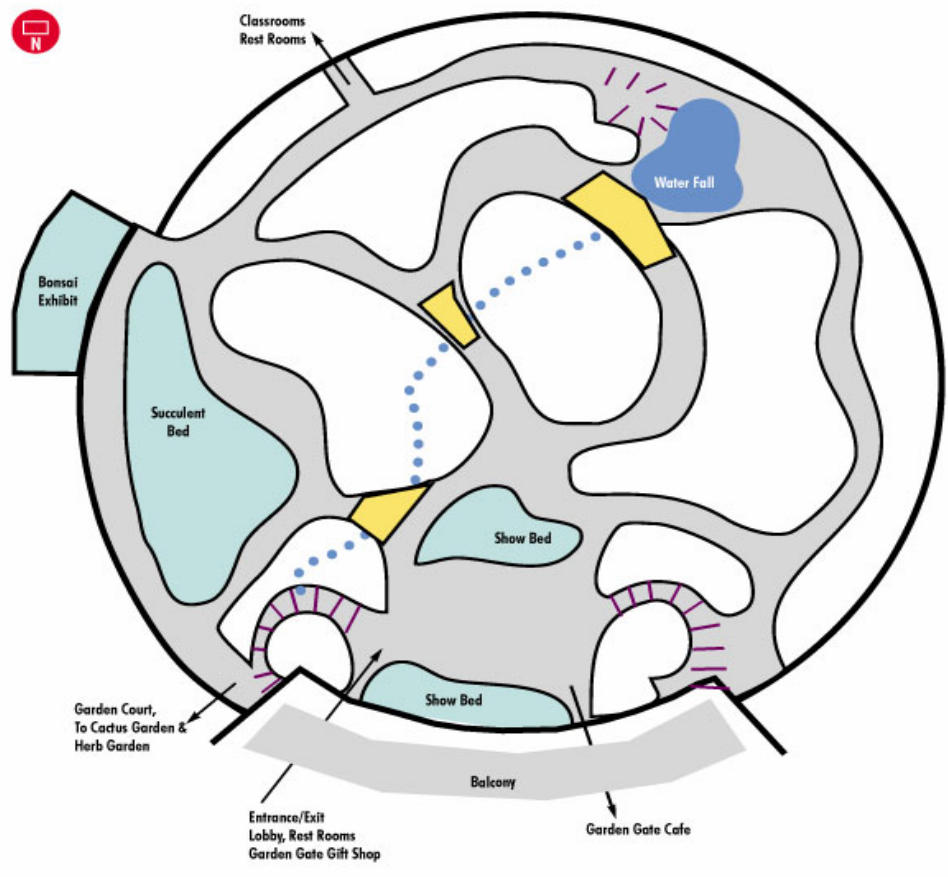 Classrooms
Rest Rooms
N
Water Fall
Bonsai
Exhibit
Succulent
Bed
Show Bed
Show Bed
Garden Court,
To Cactus Garden &
Herb Garden
Balcony
Entrance/Exit
Lobby, Rest Rooms
Garden Gate Gift Shop
Garden Gate Cafe